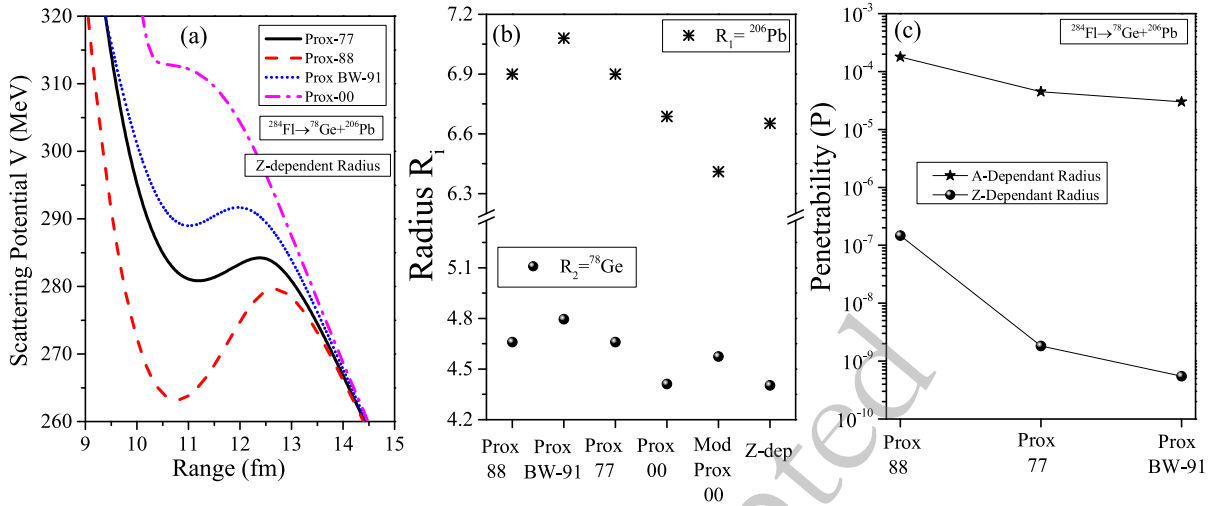 (a)
Prox-77
Prox-88
Prox BW-91
Prox-00
²⁸⁴Fl→⁷⁸Ge+²⁰⁶Pb
Z-dependent Radius
Scattering Potential V (MeV)
320
310
300
290
280
270
260
9 10 11 12 13 14 15
Range (fm)
(b)
R₁= ²⁰⁶Pb
R₂=⁷⁸Ge
Radius Rᵢ
7.2
6.9
6.6
6.3
5.1
4.8
4.5
4.2
Prox Prox Prox Prox Mod Z-dep
88 BW-91 77 00 Prox
00
(c)
²⁸⁴Fl→⁷⁸Ge+²⁰⁶Pb
A-Dependant Radius
Z-Dependant Radius
Penetrability (P)
10⁻³
10⁻⁴
10⁻⁵
10⁻⁶
10⁻⁷
10⁻⁸
10⁻⁹
10⁻¹⁰
Prox Prox Prox
88 77 BW-91